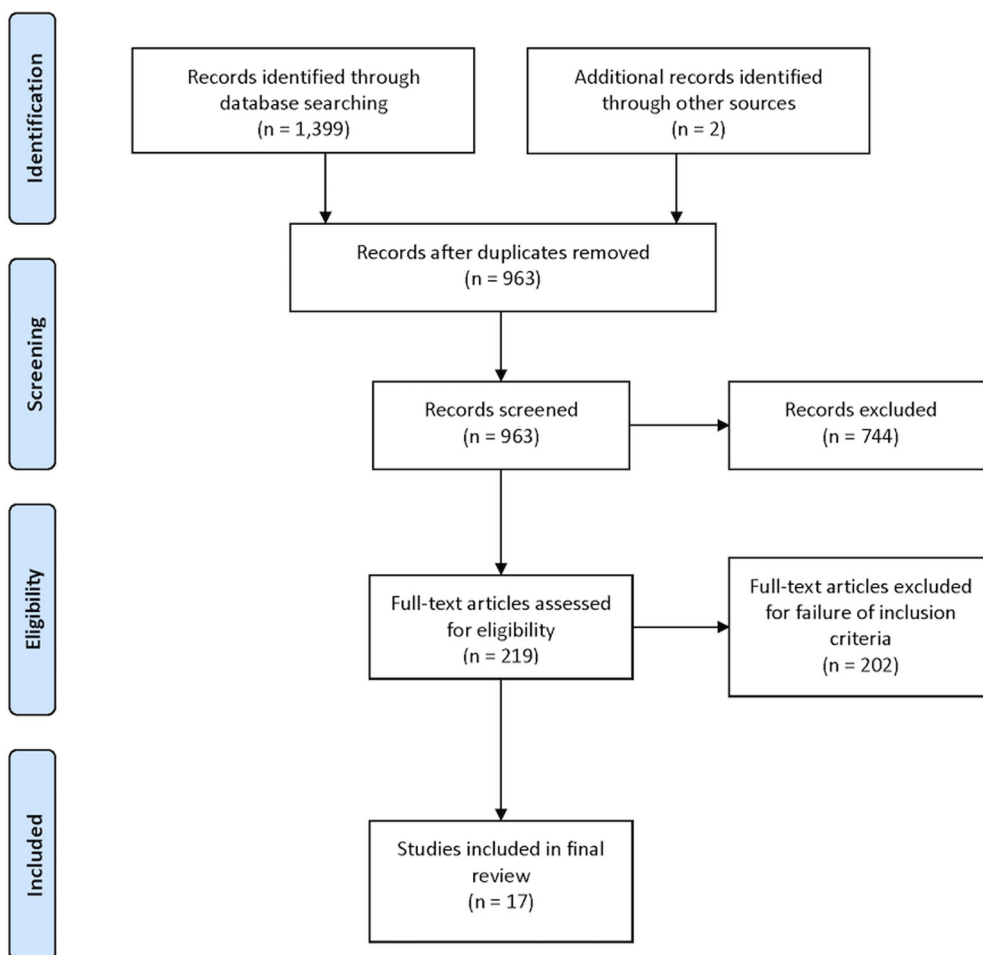 Identification
Records identified through
database searching
(n = 1,399)
Additional records identified
through other sources
(n = 2)
Records after duplicates removed
(n = 963)
Screening
Records screened
(n = 963)
Records excluded
(n = 744)
Eligibility
Full-text articles assessed
for eligibility
(n = 219)
Full-text articles excluded
for failure of inclusion
criteria
(n = 202)
Included
Studies included in final
review
(n = 17)